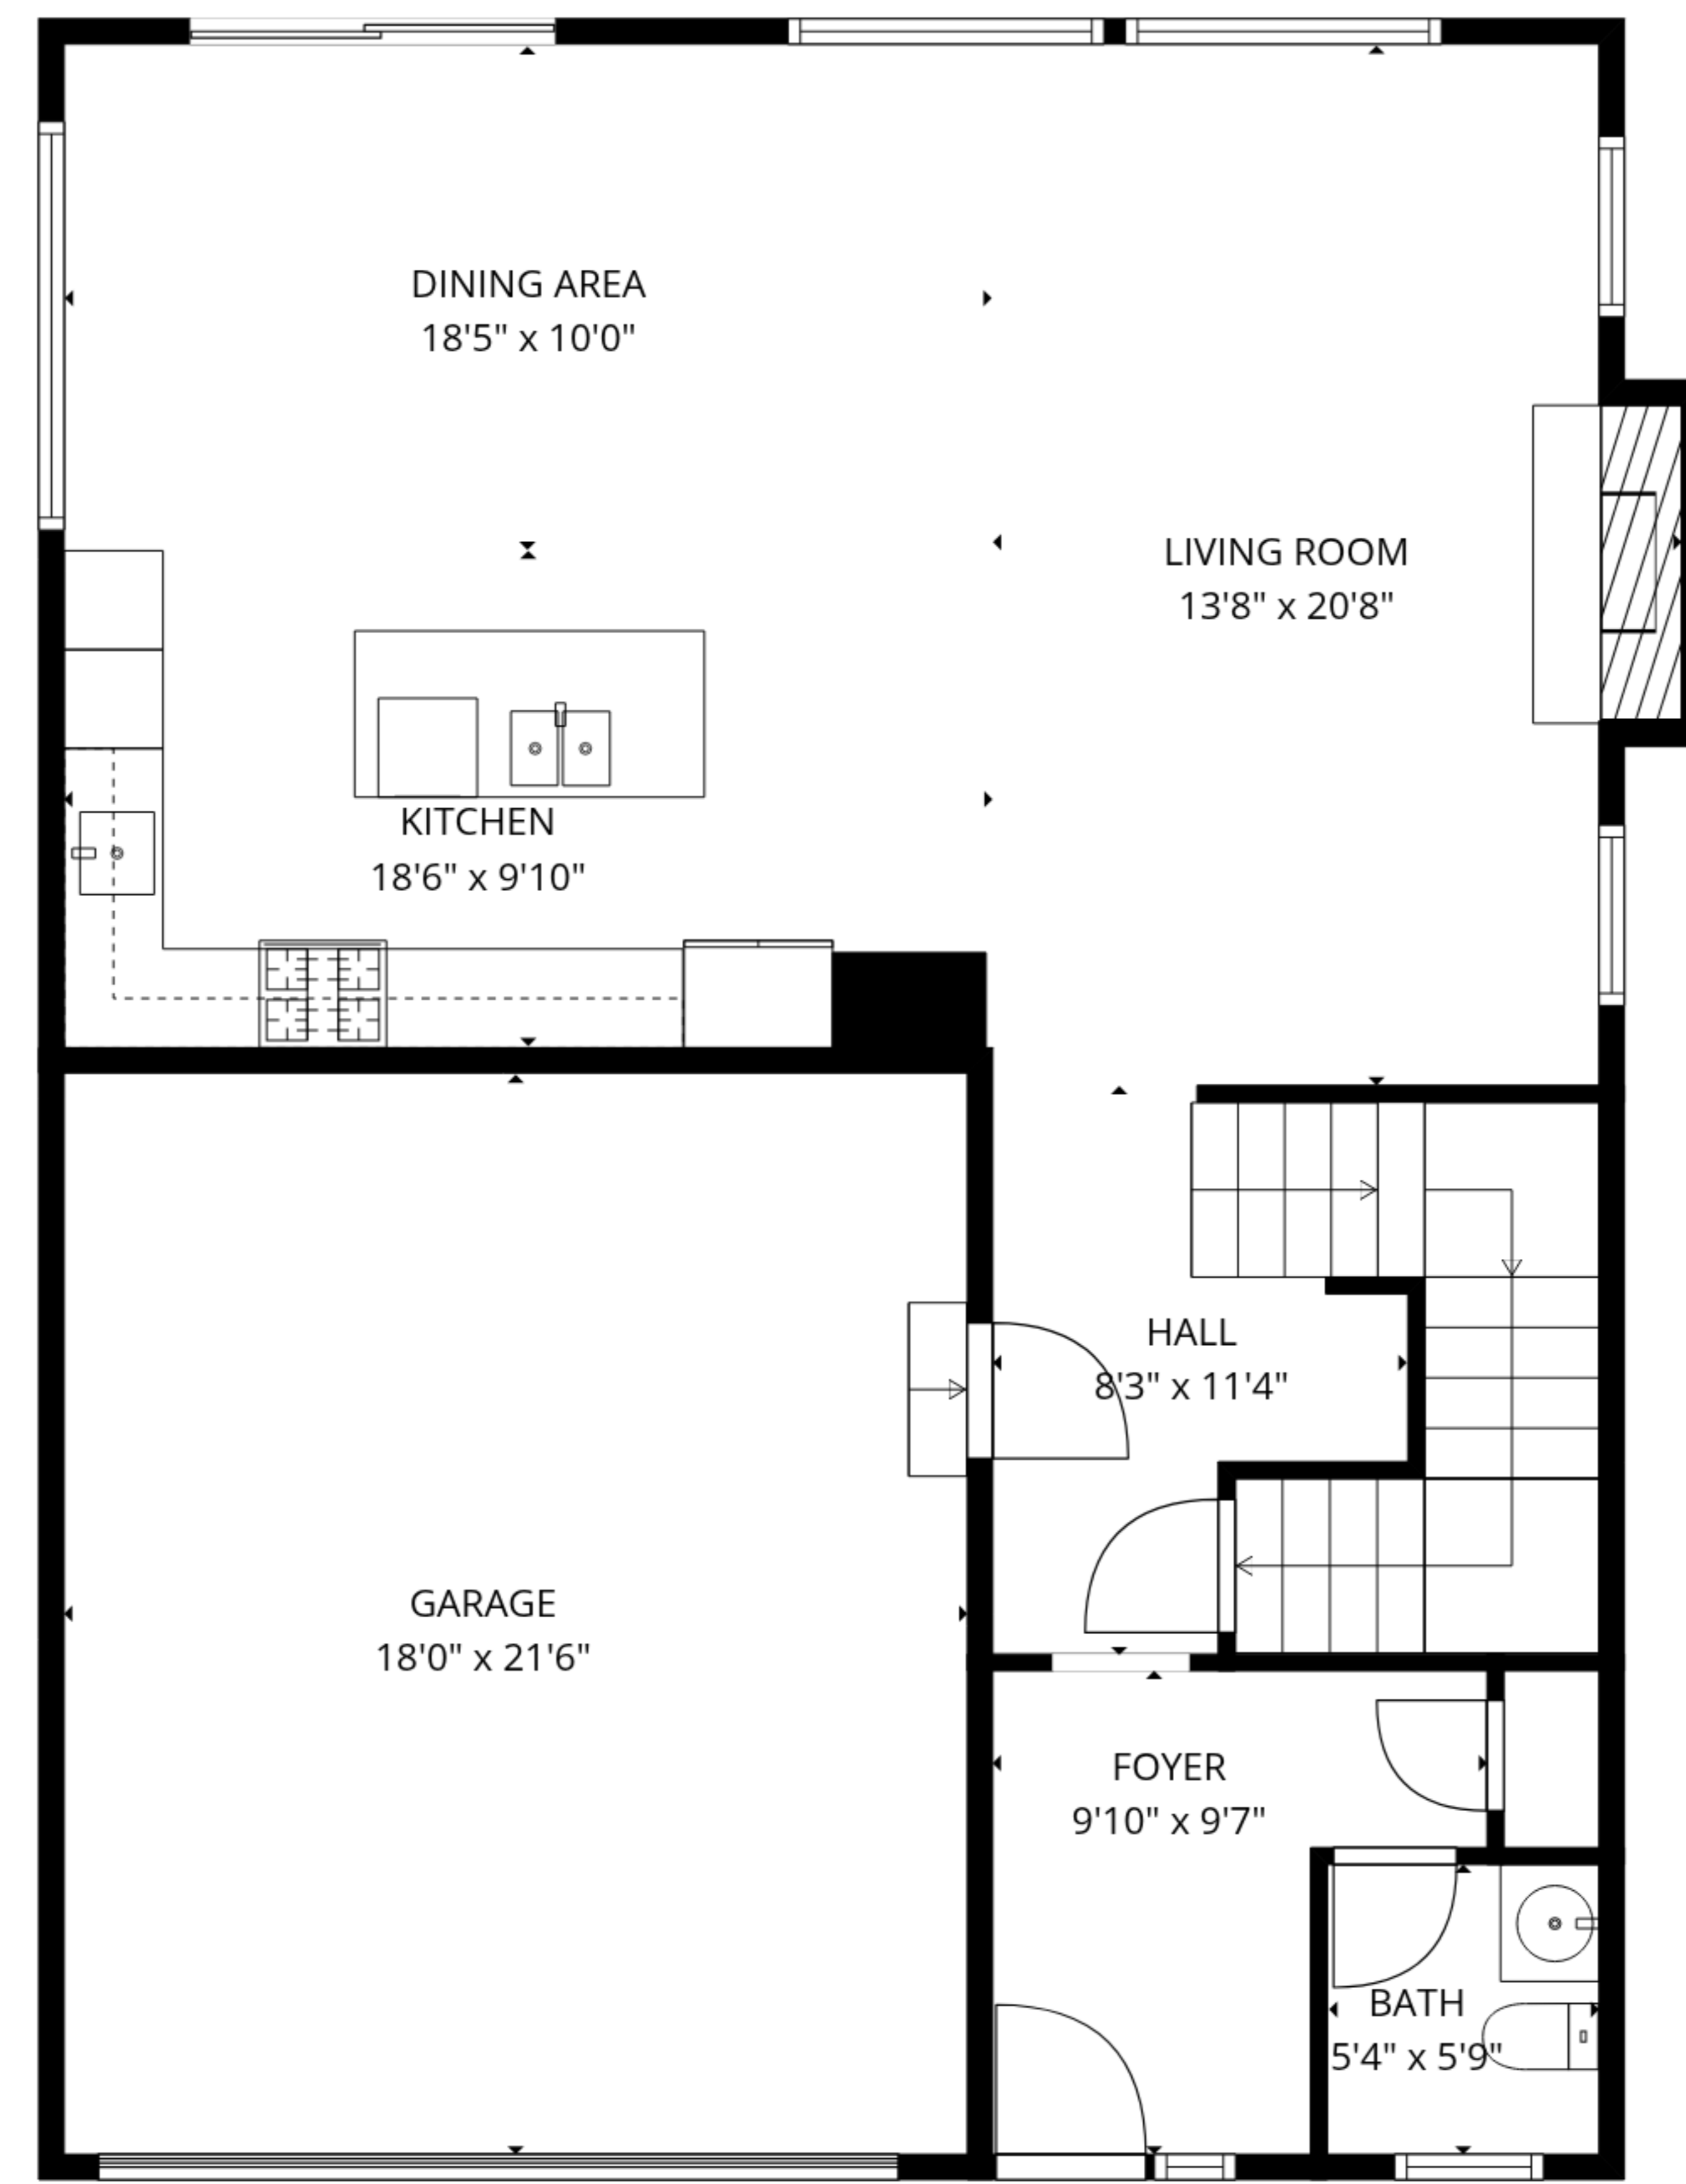 DINING AREA
18'5" x 10'0"
LIVING ROOM
13'8" x 20'8"
KITCHEN
18'6" x 9'10"
HALL
8'3" x 11'4"
GARAGE
18'0" x 21'6"
FOYER
9'10" x 9'7"
BATH
5'4" x 5'9"